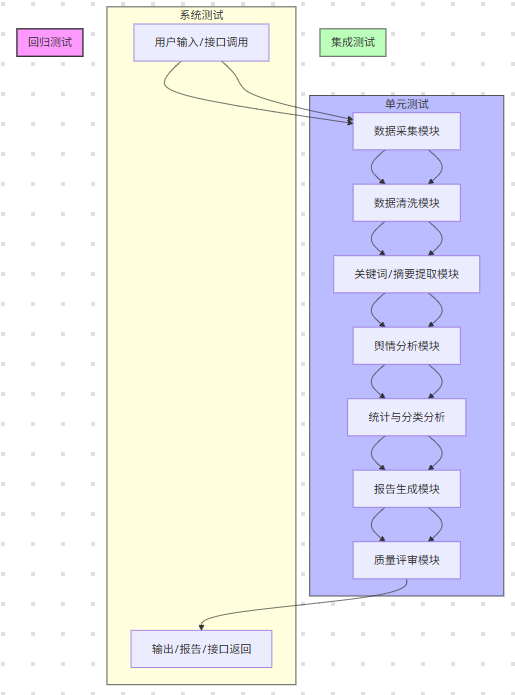 系统测试
回归测试
用户输入/接口调用
集成测试
单元测试
数据采集模块
数据清洗模块
关键词/摘要提取模块
舆情分析模块
统计与分类分析
报告生成模块
质量评审模块
输出/报告/接口返回